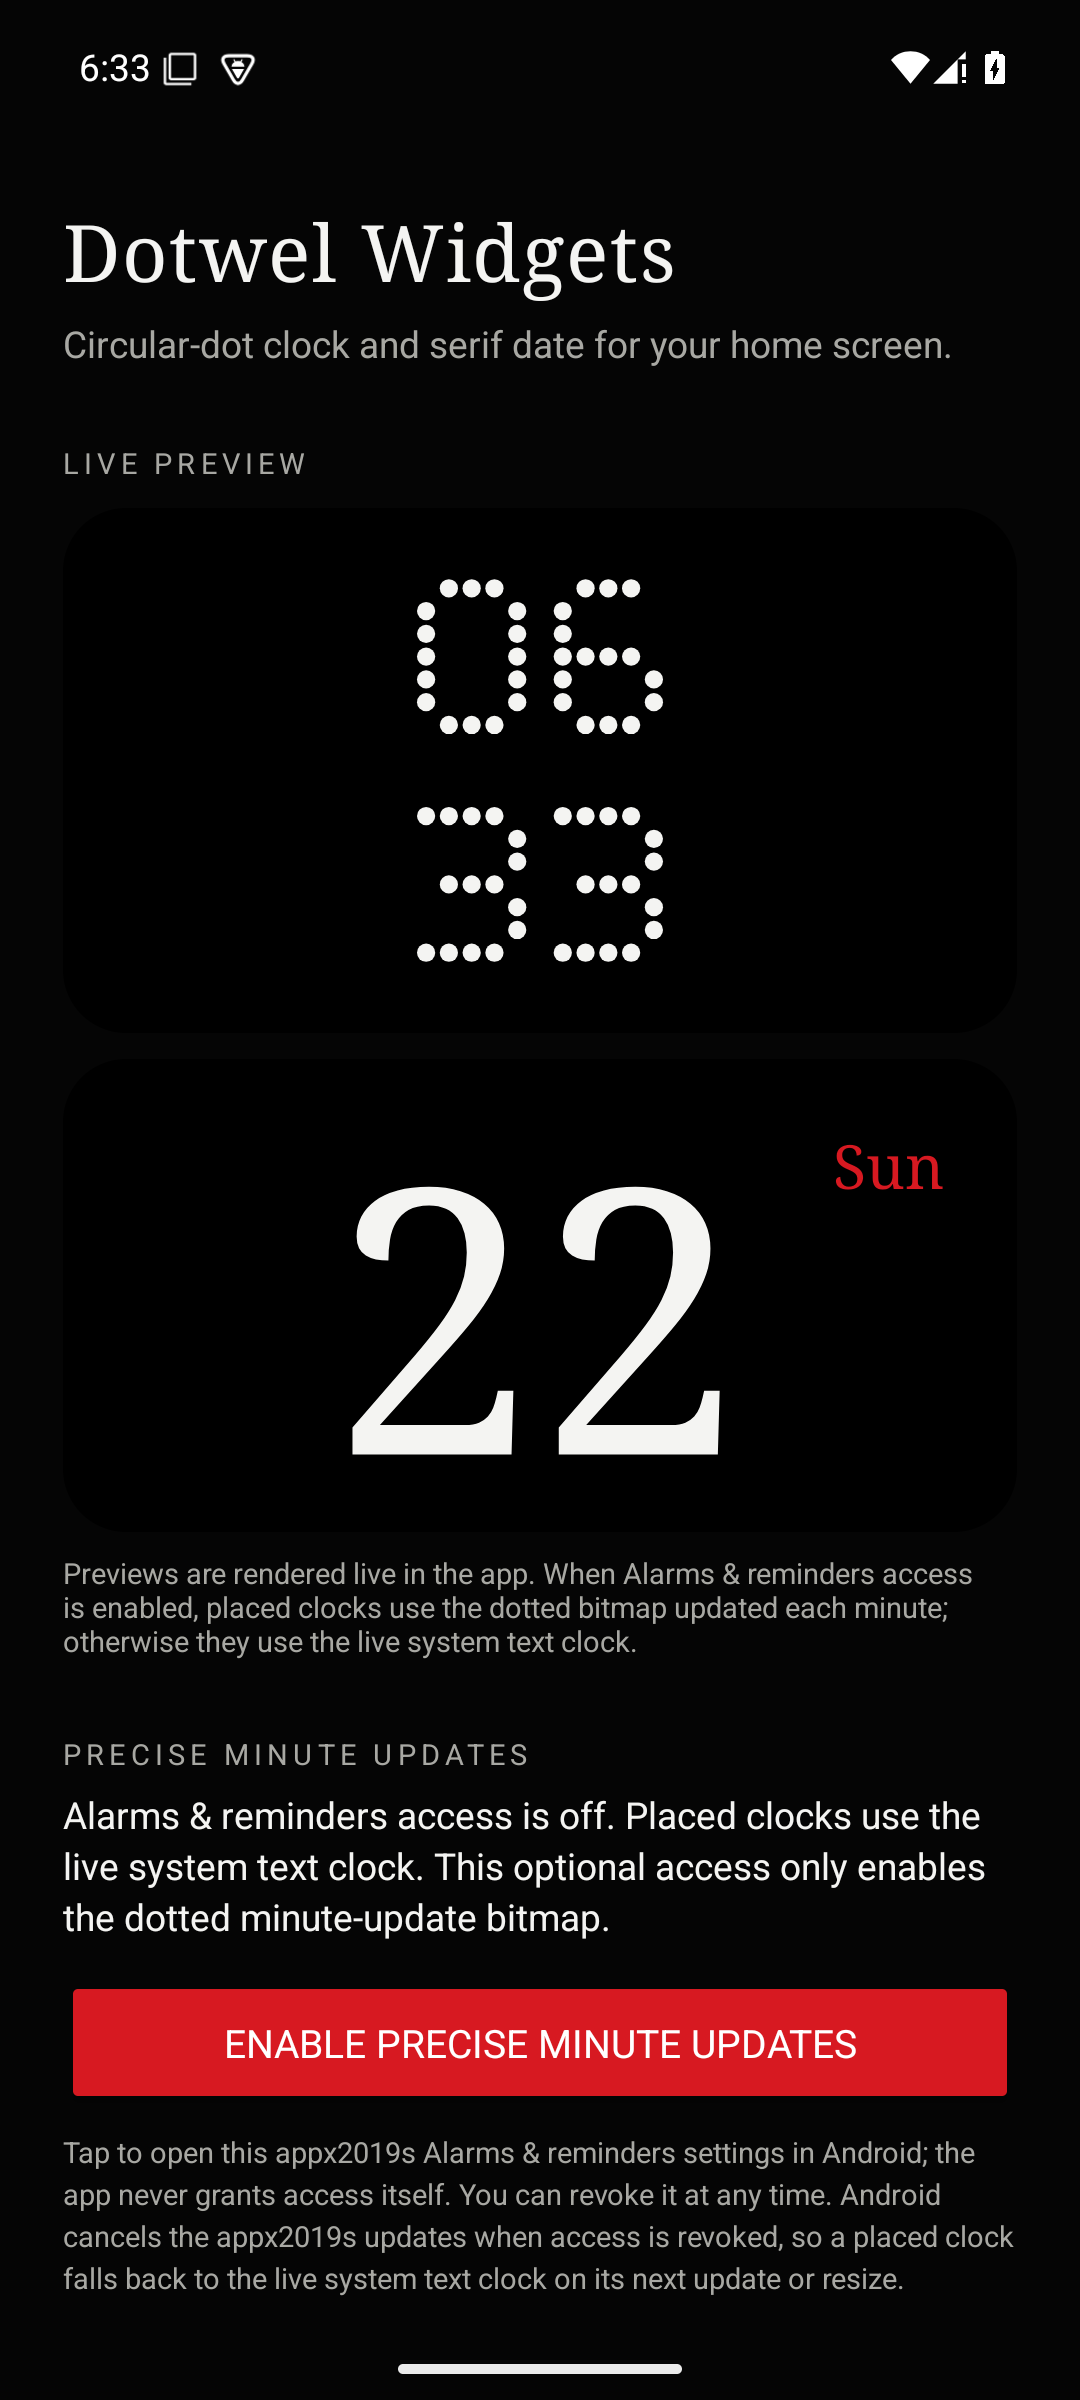 6:33
Dotwel Widgets
Circular-dot clock and serif date for your home screen.
LIVE PREVIEW
06
33
Sun
22
Previews are rendered live in the app. When Alarms & reminders access
is enabled, placed clocks use the dotted bitmap updated each minute;
otherwise they use the live system text clock.
PRECISE MINUTE UPDATES
Alarms & reminders access is off. Placed clocks use the
live system text clock. This optional access only enables
the dotted minute-update bitmap.
ENABLE PRECISE MINUTE UPDATES
Tap to open this appx2019s Alarms & reminders settings in Android; the
app never grants access itself. You can revoke it at any time. Android
cancels the appx2019s updates when access is revoked, so a placed clock
falls back to the live system text clock on its next update or resize.